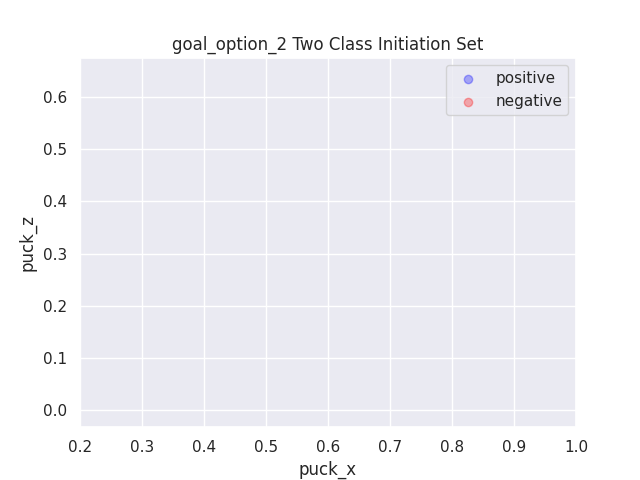 goal_option_2 Two Class Initiation Set
positive
negative
0.6
0.5
0.4
0.3
0.2
0.1
0.0
puck_z
0.2 0.3 0.4 0.5 0.6 0.7 0.8 0.9 1.0
puck_x